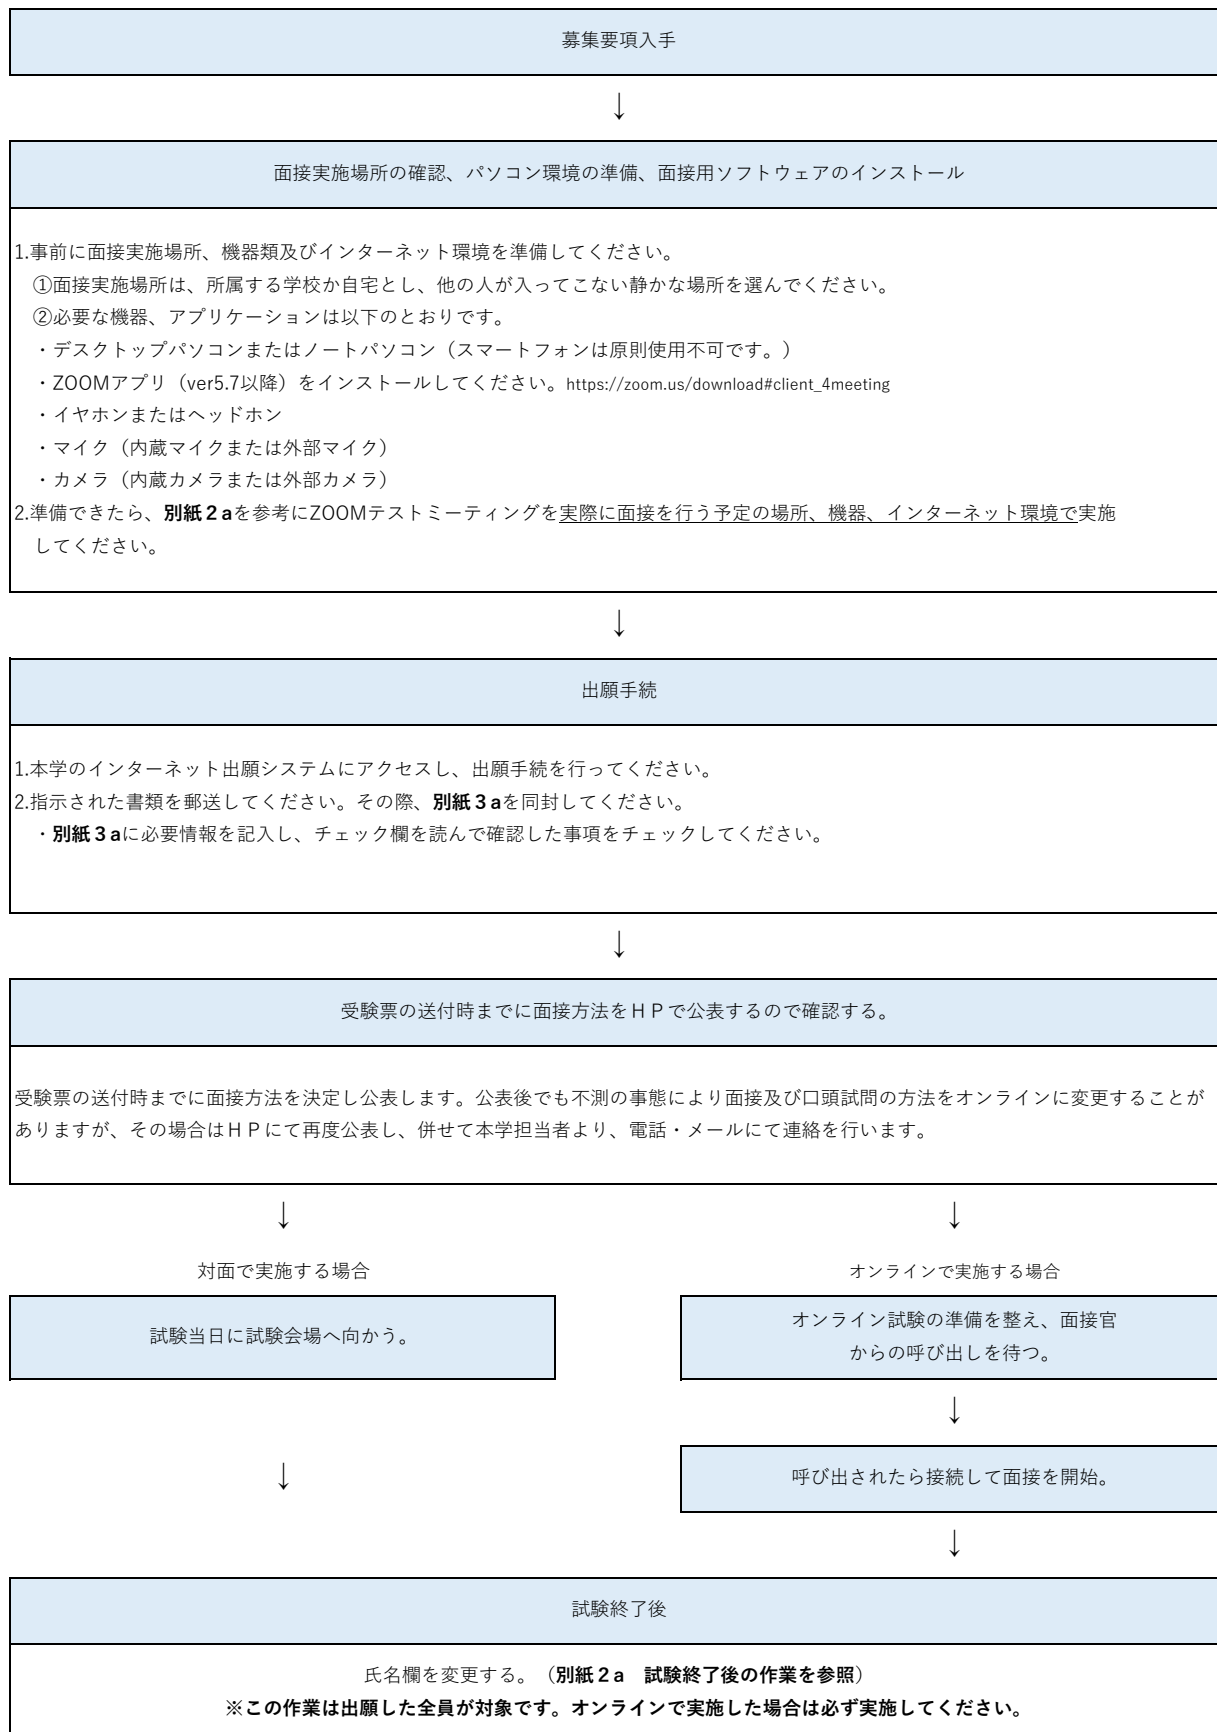 募集要項入手
↓
面接実施場所の確認、パソコン環境の準備、面接用ソフトウェアのインストール
1.事前に面接実施場所、機器類及びインターネット環境を準備してください。
①面接実施場所は、所属する学校か自宅とし、他の人が入ってこない静かな場所を選んでください。
②必要な機器、アプリケーションは以下のとおりです。
・デスクトップパソコンまたはノートパソコン（スマートフォンは原則使用不可です。）
・ZOOMアプリ（ver5.7以降）をインストールしてください。https://zoom.us/download#client_4meeting
・イヤホンまたはヘッドホン
・マイク（内蔵マイクまたは外部マイク）
・カメラ（内蔵カメラまたは外部カメラ）
2.準備できたら、別紙２aを参考にZOOMテストミーティングを実際に面接を行う予定の場所、機器、インターネット環境で実施
してください。
↓
出願手続
1.本学のインターネット出願システムにアクセスし、出願手続を行ってください。
2.指示された書類を郵送してください。その際、別紙３aを同封してください。
・別紙３aに必要情報を記入し、チェック欄を読んで確認した事項をチェックしてください。
↓
受験票の送付時までに面接方法をＨＰで公表するので確認する。
受験票の送付時までに面接方法を決定し公表します。公表後でも不測の事態により面接及び口頭試問の方法をオンラインに変更することが
ありますが、その場合はＨＰにて再度公表し、併せて本学担当者より、電話・メールにて連絡を行います。
↓ ↓
対面で実施する場合 オンラインで実施する場合
試験当日に試験会場へ向かう。
オンライン試験の準備を整え、面接官
からの呼び出しを待つ。
↓
↓
呼び出されたら接続して面接を開始。
↓
試験終了後
氏名欄を変更する。（別紙２a　試験終了後の作業を参照）
※この作業は出願した全員が対象です。オンラインで実施した場合は必ず実施してください。